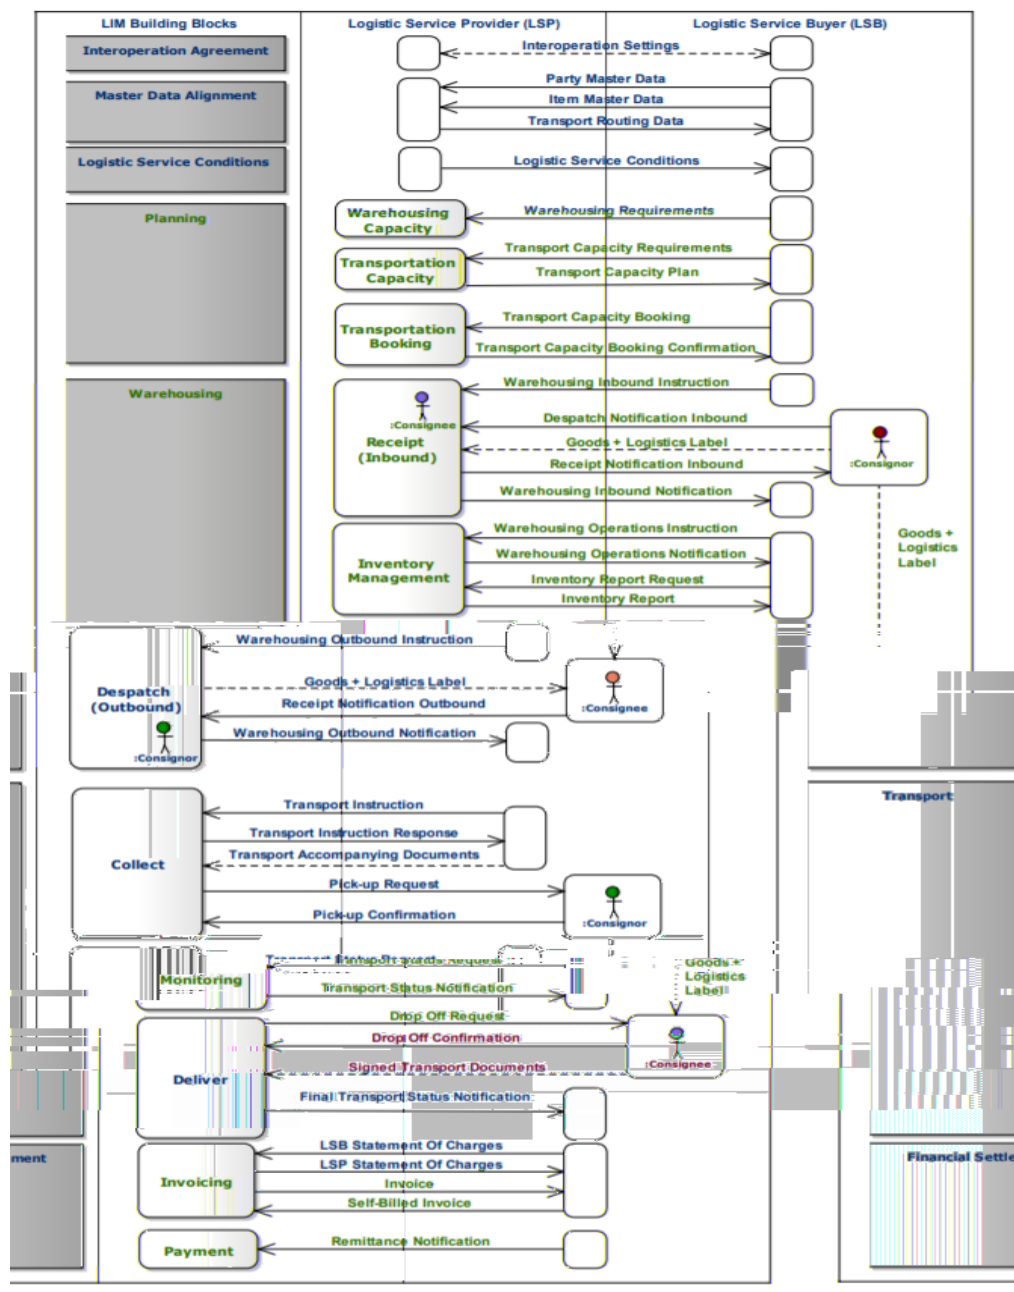 LIM Building Blocks
Logistic Service Provider (LSP)
Logistic Service Buyer (LSB)
Interoperation Agreement
Interoperation Settings
Master Data Alignment
Party Master Data
Item Master Data
Transport Routing Data
Logistic Service Conditions
Logistic Service Conditions
Planning
Warehousing
Capacity
Warehousing Requirements
Transportation
Capacity
Transport Capacity Requirements
Transport Capacity Plan
Transportation
Booking
Transport Capacity Booking
Transport Capacity Booking Confirmation
Warehousing
:Consignee
Receipt
(Inbound)
Warehousing Inbound Instruction
Despatch Notification Inbound
Goods + Logistics Label
Receipt Notification Inbound
Warehousing Inbound Notification
:Consignor
Goods +
Logistics
Label
Inventory
Management
Warehousing Operations Instruction
Warehousing Operations Notification
Inventory Report Request
Inventory Report
Despatch
(Outbound)
:Consignor
Warehousing Outbound Instruction
Goods + Logistics Label
Receipt Notification Outbound
Warehousing Outbound Notification
:Consignee
Transport
Collect
Transport Instruction
Transport Instruction Response
Transport Accompanying Documents
Pick-up Request
Pick-up Confirmation
:Consignor
Monitoring
Transport Status Request
Transport Status Notification
Goods +
Logistics
Label
Deliver
Drop Off Request
Drop Off Confirmation
Signed Transport Documents
Final Transport Status Notification
:Consignee
ment
Financial Settle
Invoicing
LSB Statement Of Charges
LSP Statement Of Charges
Invoice
Self-Billed Invoice
Payment
Remittance Notification